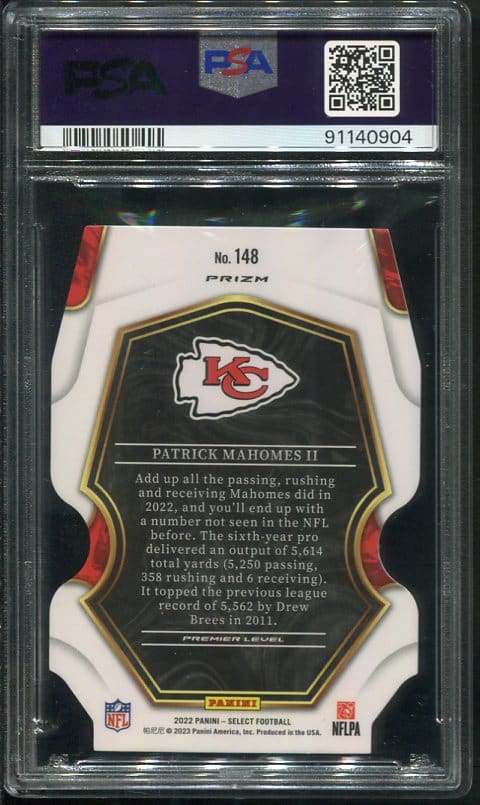 PSA
PSA
91140904
No. 148
PRIZM
KC
PATRICK MAHOMES II
Add up all the passing, rushing
and receiving Mahomes did in
2022, and you'll end up with
a number not seen in the NFL
before. The sixth-year pro
delivered an output of 5,614
total yards (5,250 passing,
358 rushing and 6 receiving).
It topped the previous league
record of 5,562 by Drew
Brees in 2011.
PREMIER LEVEL
PANINI
NFL
2022 PANINI – SELECT FOOTBALL
帕尼尼 © 2023 Panini America, Inc. Produced in the USA.
NFLPA